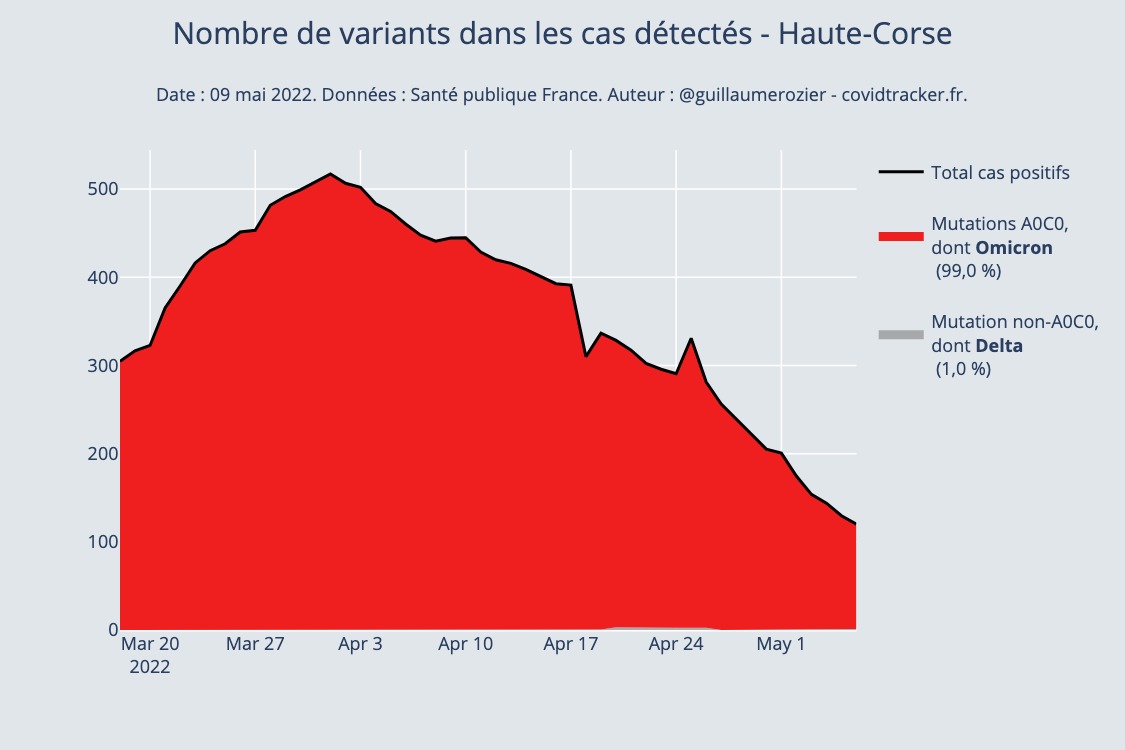 Nombre de variants dans les cas détectés - Haute-Corse
Date : 09 mai 2022. Données : Santé publique France. Auteur : @guillaumerozier - covidtracker.fr.
500
400
300
200
100
0
Mar 20
2022
Mar 27
Apr 3
Apr 10
Apr 17
Apr 24
May 1
Total cas positifs
Mutations A0C0,
dont Omicron
(99,0 %)
Mutation non-A0C0,
dont Delta
(1,0 %)